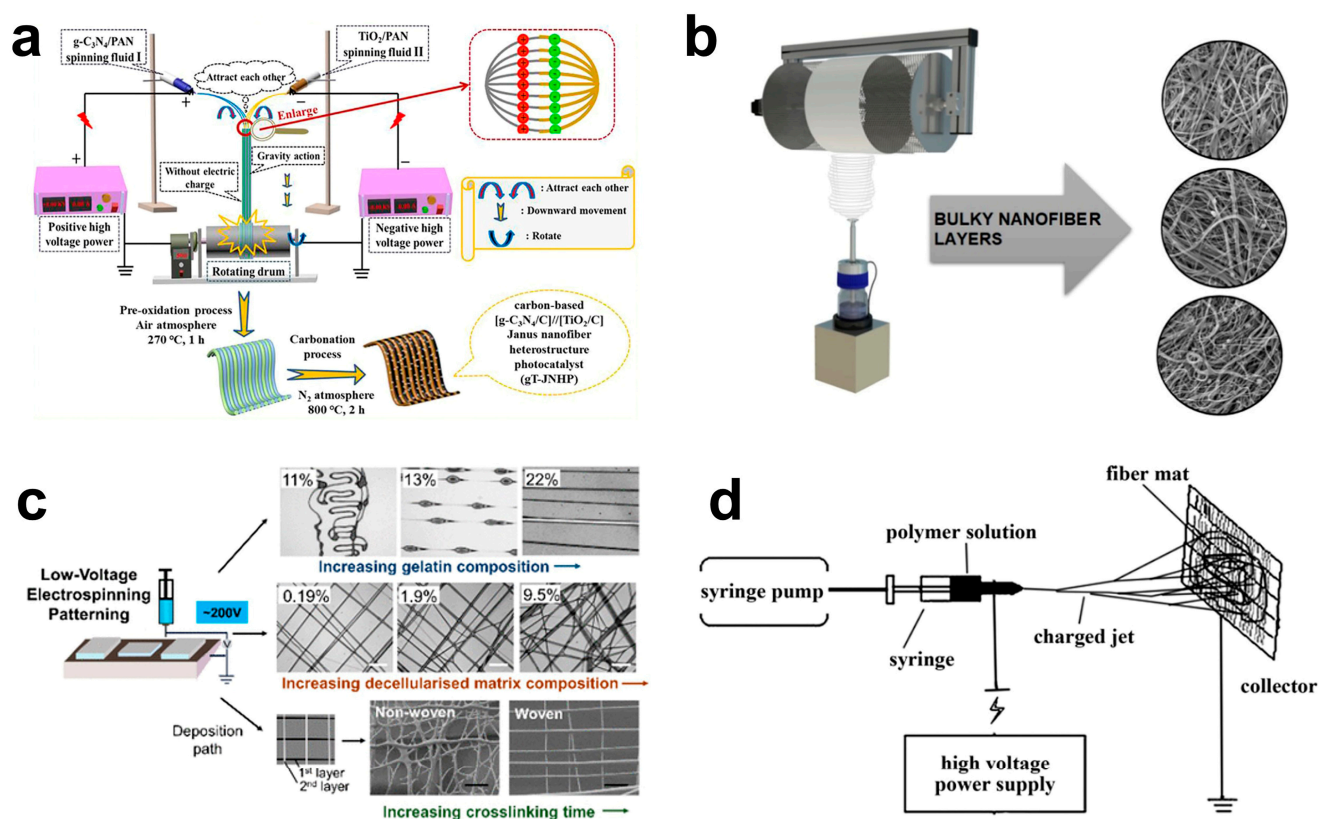 a
g-C3N4/PAN
spinning fluid I
TiO2/PAN
spinning fluid II
Attract each other
+
−
Enlarge
Gravity action
Without electric
charge
+
−
Positive high
voltage power
Negative high
voltage power
Rotating drum
: Attract each other
: Downward movement
: Rotate
Pre-oxidation process
Air atmosphere
270 °C, 1 h
Carbonation
process
N2 atmosphere
800 °C, 2 h
carbon-based
[g-C3N4/C]//[TiO2/C]
Janus nanofiber
heterostructure
photocatalyst
(gT-JNHP)
b
BULKY NANOFIBER
LAYERS
c
Low-Voltage
Electrospinning
Patterning
~200V
V
11%
13%
22%
Increasing gelatin composition
0.19%
1.9%
9.5%
Increasing decellularised matrix composition
Deposition
path
1st layer
2nd layer
Non-woven
Woven
Increasing crosslinking time
d
fiber mat
polymer solution
syringe pump
syringe
charged jet
collector
high voltage
power supply